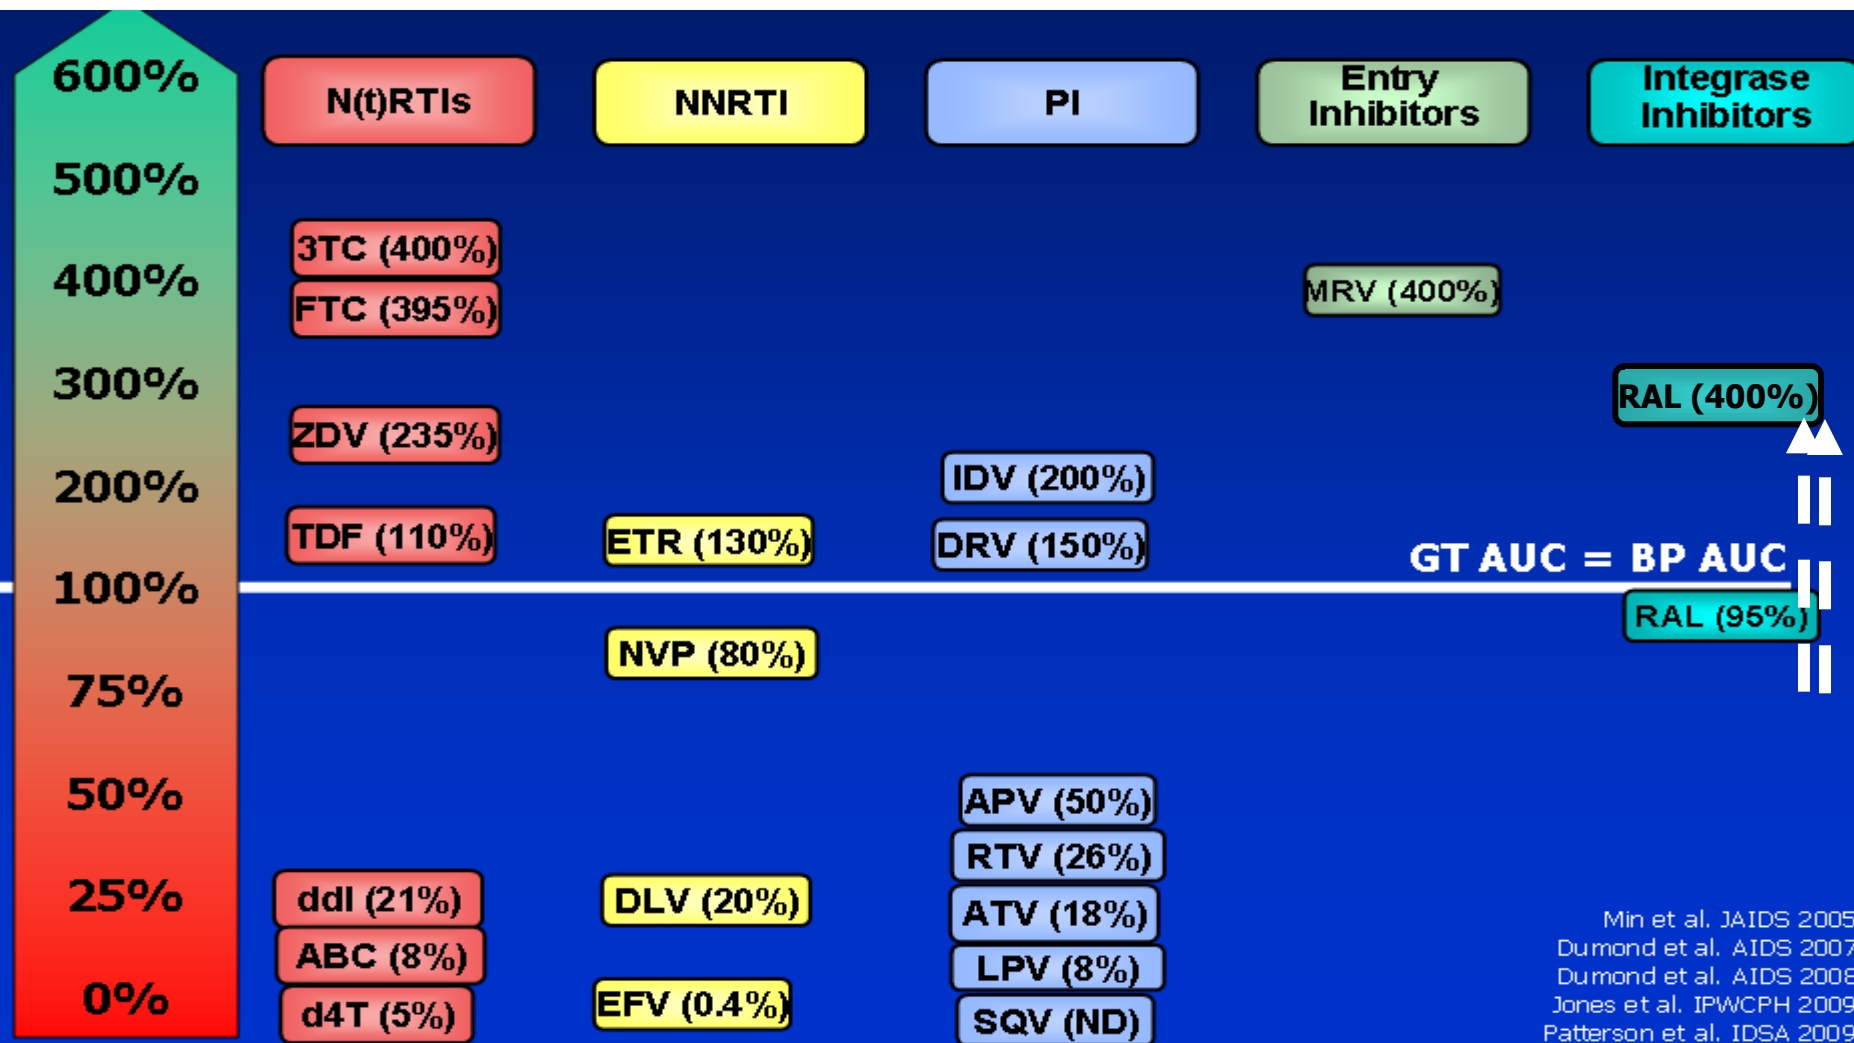 600%
500%
400%
300%
200%
100%
75%
50%
25%
0%
N(t)RTIs
3TC (400%)
FTC (395%)
ZDV (235%)
TDF (110%)
ddI (21%)
ABC (8%)
d4T (5%)
NNRTI
ETR (130%)
NVP (80%)
DLV (20%)
EFV (0.4%)
PI
IDV (200%)
DRV (150%)
APV (50%)
RTV (26%)
ATV (18%)
LPV (8%)
SQV (ND)
Entry
Inhibitors
MRV (400%)
Integrase
Inhibitors
RAL (400%)
GT AUC = BP AUC
RAL (95%)
Min et al. JAIDS 2005
Dumond et al. AIDS 2007
Dumond et al. AIDS 2008
Jones et al. IPWCPH 2009
Patterson et al. IDSA 2009